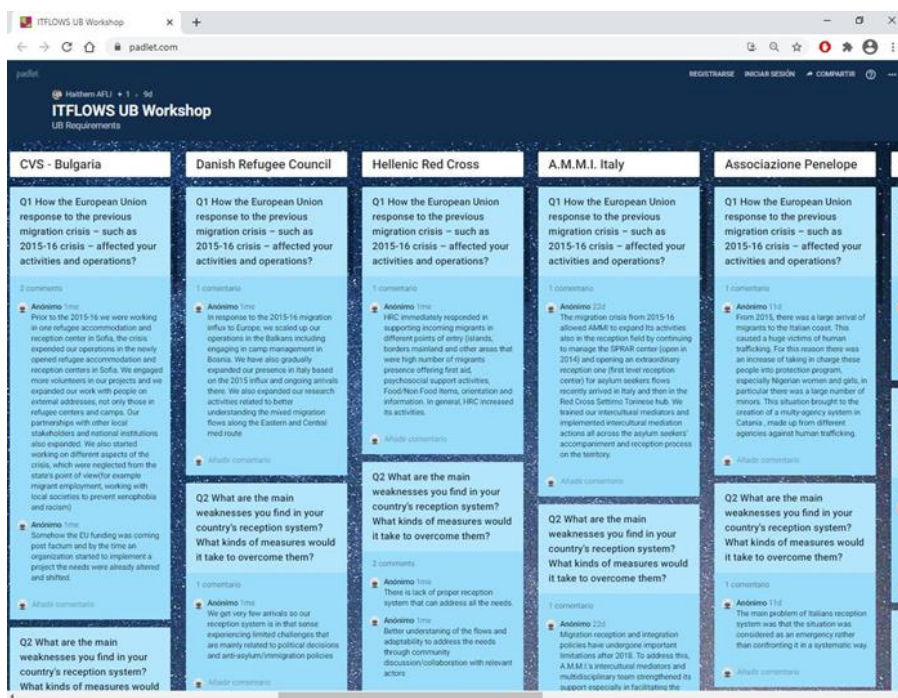 ITFLOWS UB Workshop
padlet.com
padlet
REGISTRARSE INICIAR SESIÓN COMPARTIR
Haithem AFLI + 1 - 9d
ITFLOWS UB Workshop
UB Requirements
CVS - Bulgaria
Q1 How the European Union
response to the previous
migration crisis – such as
2015-16 crisis – affected your
activities and operations?
2 comments
Anónimo 1me
Prior to the 2015-16 we were working
in one refugee accommodation and
reception center in Sofia, the crisis
expended our operations in the newly
opened refugee accommodation and
reception centers in Sofia. We engaged
more volunteers in our projects and we
expanded our work with people on
external addresses, not only those in
refugee centers and camps. Our
partnerships with other local
stakeholders and national institutions
also expanded. We also started
working on different aspects of the
crisis, which were neglected from the
state's point of view(for example
migrant employment, working with
local societies to prevent xenophobia
and racism)
Anónimo 1me
Somehow the EU funding was coming
post factum and by the time an
organization started to implement a
project the needs were already altered
and shifted.
Añadir comentario
Q2 What are the main
weaknesses you find in your
country's reception system?
What kinds of measures would
Danish Refugee Council
Q1 How the European Union
response to the previous
migration crisis – such as
2015-16 crisis – affected your
activities and operations?
1 comentario
Anónimo 1me
In response to the 2015-16 migration
influx to Europe, we scaled up our
operations in the Balkans including
engaging in camp management in
Bosnia. We have also gradually
expanded our presence in Italy based
on the 2015 influx and ongoing arrivals
there. We also expanded our research
activities related to better
understanding the mixed migration
flows along the Eastern and Central
med route
Añadir comentario
Q2 What are the main
weaknesses you find in your
country's reception system?
What kinds of measures would
it take to overcome them?
1 comentario
Anónimo 1me
We get very few arrivals so our
reception system is in that sense
experiencing limited challenges that
are mainly related to political decisions
and anti-asylum/immigration policies
Añadir comentario
Hellenic Red Cross
Q1 How the European Union
response to the previous
migration crisis – such as
2015-16 crisis – affected your
activities and operations?
1 comentario
Anónimo 1me
HRC immediately responded in
supporting incoming migrants in
different points of entry (islands,
borders mainland and other areas that
were high number of migrants
presence offering first aid,
psychosocial support activities,
Food/Non Food Items, orientation and
information. In general, HRC increased
its activities.
Añadir comentario
Q2 What are the main
weaknesses you find in your
country's reception system?
What kinds of measures would
it take to overcome them?
2 comments
Anónimo 1me
There is lack of proper reception
system that can address all the needs.
Anónimo 1me
Better understaning of the flows and
adaptability to address the needs
through community
discussion/collaboration with relevant
actors
A.M.M.I. Italy
Q1 How the European Union
response to the previous
migration crisis – such as
2015-16 crisis – affected your
activities and operations?
1 comentario
Anónimo 22d
The migration crisis from 2015-16
allowed AMMI to expand its activities
also in the reception field by continuing
to manage the SPRAR center (open in
2014) and opening an extraordinary
reception one (first level reception
center) for asylum seekers flows
recently arrived in Italy and then in the
Red Cross Settimo Torinese hub. We
trained our intercultural mediators and
implemented intercultural mediation
actions all across the asylum seekers'
accompaniment and reception process
on the territory.
Añadir comentario
Q2 What are the main
weaknesses you find in your
country's reception system?
What kinds of measures would
it take to overcome them?
1 comentario
Anónimo 22d
Migration reception and integration
policies have undergone important
limitations after 2018. To address this,
A.M.M.I.'s intercultural mediators and
multidisciplinary team strengthened its
support especially in facilitating the
Associazione Penelope
Q1 How the European Union
response to the previous
migration crisis – such as
2015-16 crisis – affected your
activities and operations?
1 comentario
Anónimo 11d
From 2015, there was a large arrival of
migrants to the Italian coast. This
caused a huge victims of human
trafficking. For this reason there was
an increase of taking in charge these
people into protection program,
especially Nigerian women and girls, in
particular there was a large number of
minors. This situation brought to the
creation of a multy-agency system in
Catania , made up from different
agencies against human trafficking.
Añadir comentario
Q2 What are the main
weaknesses you find in your
country's reception system?
What kinds of measures would
it take to overcome them?
1 comentario
Anónimo 11d
The main problem of Italians reception
system was that the situation was
considered as an emergency rather
than confronting it in a systematic way.
Añadir comentario